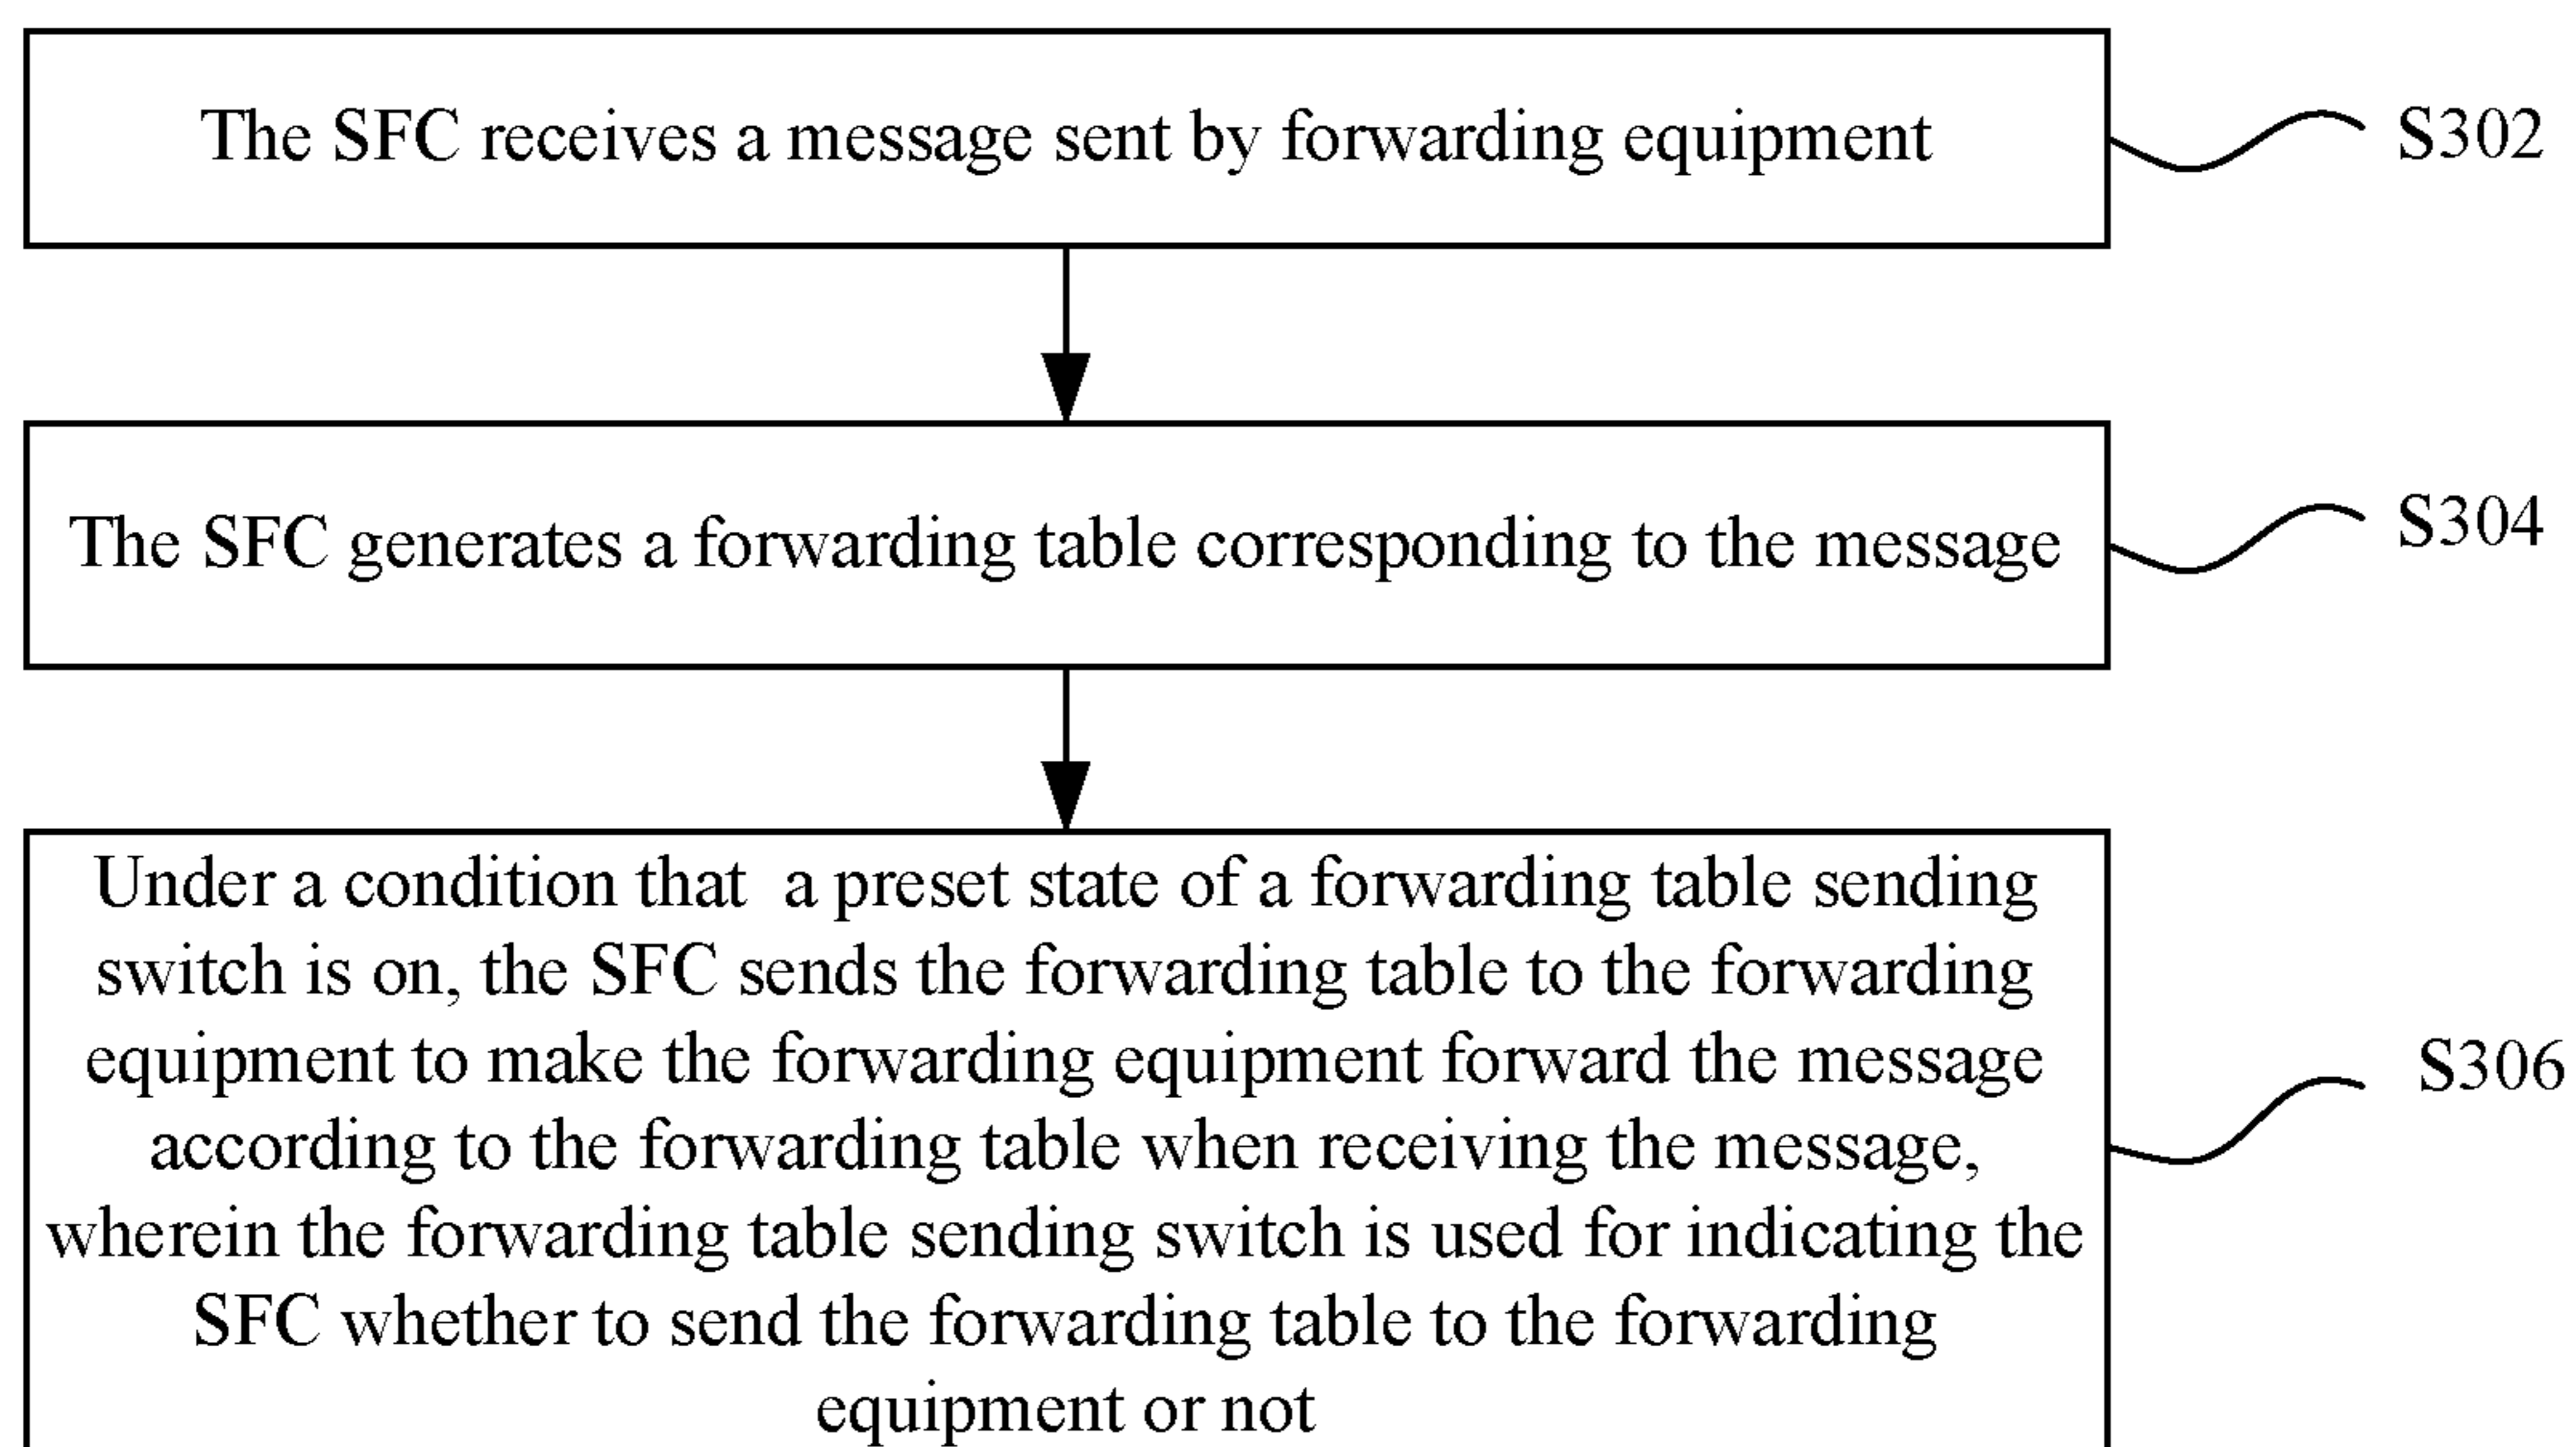 The SFC receives a message sent by forwarding equipment
S302
The SFC generates a forwarding table corresponding to the message
S304
Under a condition that a preset state of a forwarding table sending
switch is on, the SFC sends the forwarding table to the forwarding
equipment to make the forwarding equipment forward the message
according to the forwarding table when receiving the message,
wherein the forwarding table sending switch is used for indicating the
SFC whether to send the forwarding table to the forwarding
equipment or not
S306